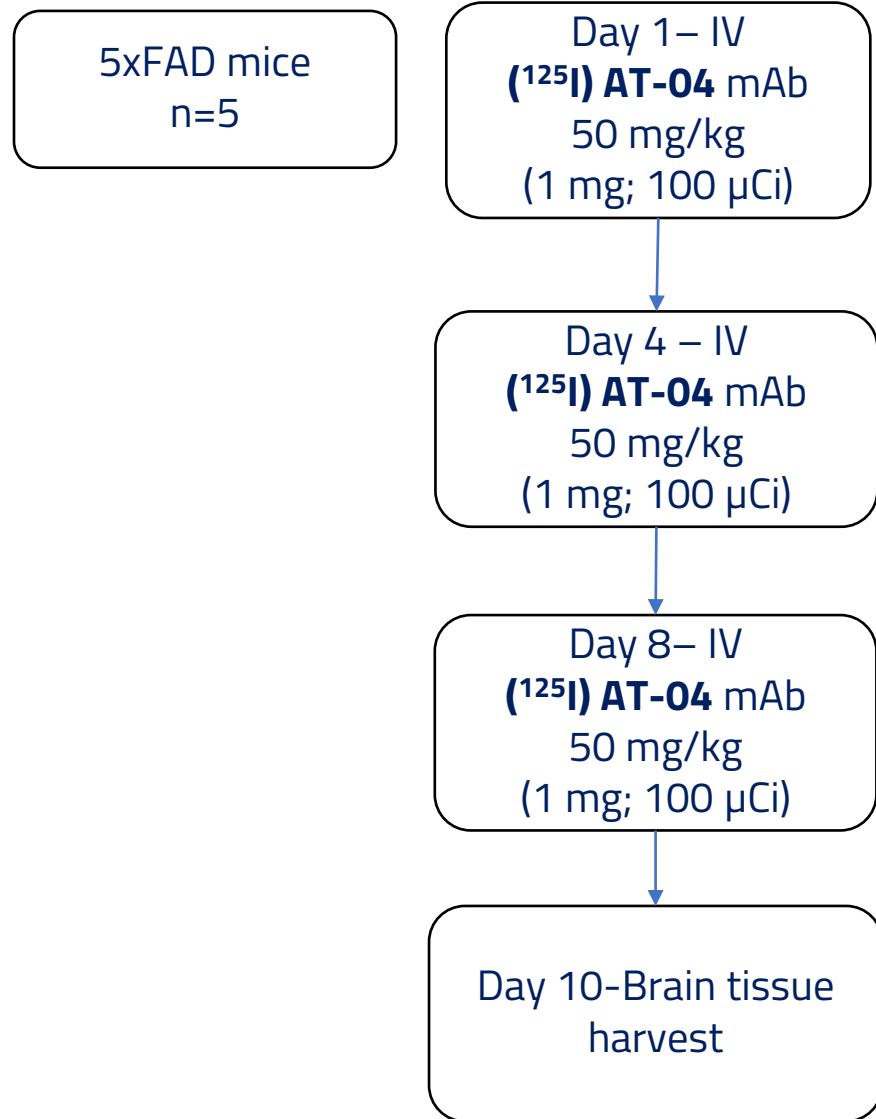 5xFAD mice
n=5
Day 1– IV
(¹²⁵I) AT-04 mAb
50 mg/kg
(1 mg; 100 µCi)
Day 4 – IV
(¹²⁵I) AT-04 mAb
50 mg/kg
(1 mg; 100 µCi)
Day 8– IV
(¹²⁵I) AT-04 mAb
50 mg/kg
(1 mg; 100 µCi)
Day 10-Brain tissue
harvest